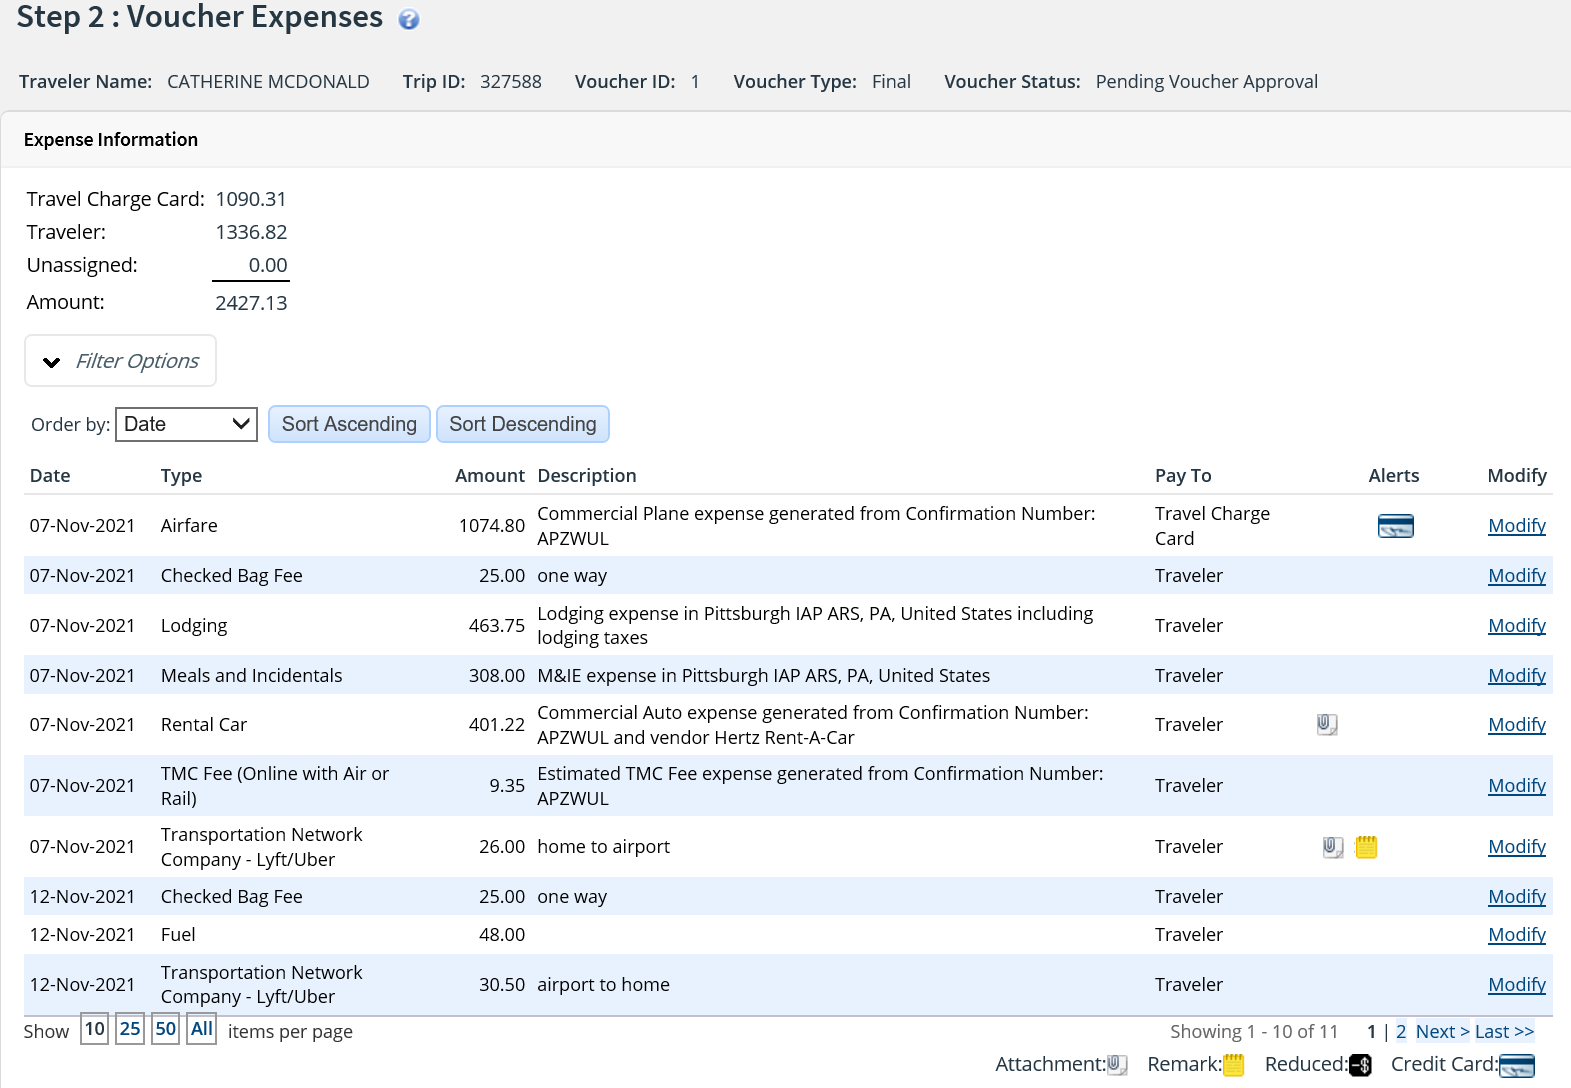 Step 2 : Voucher Expenses ?
Traveler Name: CATHERINE MCDONALD Trip ID: 327588 Voucher ID: 1 Voucher Type: Final Voucher Status: Pending Voucher Approval
Expense Information
Travel Charge Card: 1090.31
Traveler: 1336.82
Unassigned: 0.00
Amount: 2427.13
Filter Options
Order by: Date Sort Ascending Sort Descending
Date Type Amount Description Pay To Alerts Modify
07-Nov-2021 Airfare 1074.80 Commercial Plane expense generated from Confirmation Number: APZWUL Travel Charge Card Modify
07-Nov-2021 Checked Bag Fee 25.00 one way Traveler Modify
07-Nov-2021 Lodging 463.75 Lodging expense in Pittsburgh IAP ARS, PA, United States including lodging taxes Traveler Modify
07-Nov-2021 Meals and Incidentals 308.00 M&IE expense in Pittsburgh IAP ARS, PA, United States Traveler Modify
07-Nov-2021 Rental Car 401.22 Commercial Auto expense generated from Confirmation Number: APZWUL and vendor Hertz Rent-A-Car Traveler Modify
07-Nov-2021 TMC Fee (Online with Air or Rail) 9.35 Estimated TMC Fee expense generated from Confirmation Number: APZWUL Traveler Modify
07-Nov-2021 Transportation Network Company - Lyft/Uber 26.00 home to airport Traveler Modify
12-Nov-2021 Checked Bag Fee 25.00 one way Traveler Modify
12-Nov-2021 Fuel 48.00 Traveler Modify
12-Nov-2021 Transportation Network Company - Lyft/Uber 30.50 airport to home Traveler Modify
Show 10 25 50 All items per page Showing 1 - 10 of 11 1 | 2 Next > Last >>
Attachment: Remark: Reduced: -$ Credit Card: